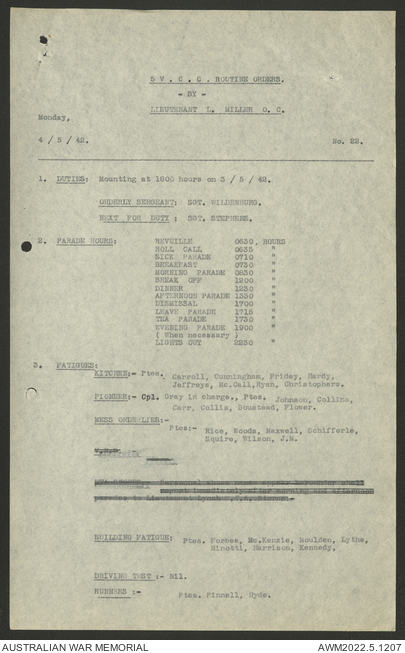 5 V. C. O. ROUTINE ORDERS.
- BY -
LIEUTENANT L. MILLER O. C.
Monday,
4 / 5 / 42. No. 22.
1. DUTIES: Mounting at 1800 hours on 3 / 5 / 42.
ORDERLY SERGEANT: SGT. WILDENBURG.
NEXT FOR DUTY : SGT. STEPHENS.
2. PARADE HOURS: REVEILLE 0630 HOURS
ROLL CALL 0635 "
SICK PARADE 0710 "
BREAKFAST 0730 "
MORNING PARADE 0830 "
BREAK OFF 1200 "
DINNER 1230 "
AFTERNOON PARADE 1330 "
DISMISSAL 1700 "
LEAVE PARADE 1715 "
TEA PARADE 1730 "
EVENING PARADE 1900 "
( When necessary )
LIGHTS OUT 2230 "
3. FATIGUES:
KITCHEN:- Ptes. Carroll, Cunningham, Friday, Hardy,
Jeffreys, Mc.Call, Ryan, Christophers.
PIONEER:- Cpl. Gray in charge., Ptes. Johnson, Collins,
Carr, Collis, Boustead, Flower.
MESS ORDERLIES:-
Ptes:- Rice, Woods, Maxwell, Schifferle,
Squire, Wilson, J.M.
BUILDING FATIGUE: Ptes. Forbes, Mc.Kenzie, Moulden, Lythe,
Minotti, Harrison, Kennedy,
DRIVING TEST :- Nil.
RUNNERS :- Ptes. Pinnell, Hyde.
AUSTRALIAN WAR MEMORIAL AWM2022.5.1207